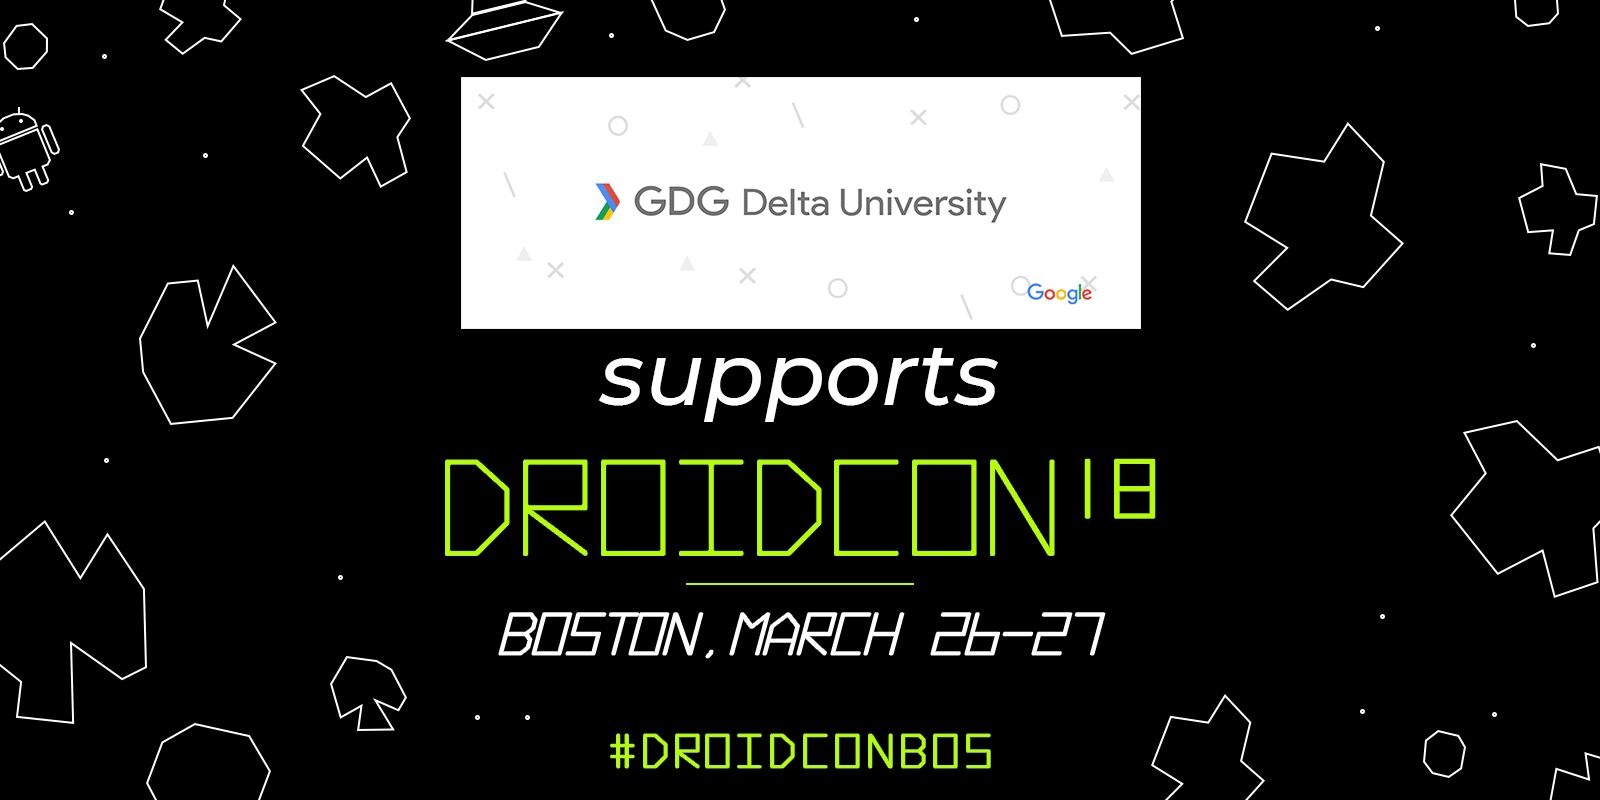 GDG Delta University
Google
supports
DROIDCON'18
BOSTON, MARCH 26-27
#DROIDCONBOS